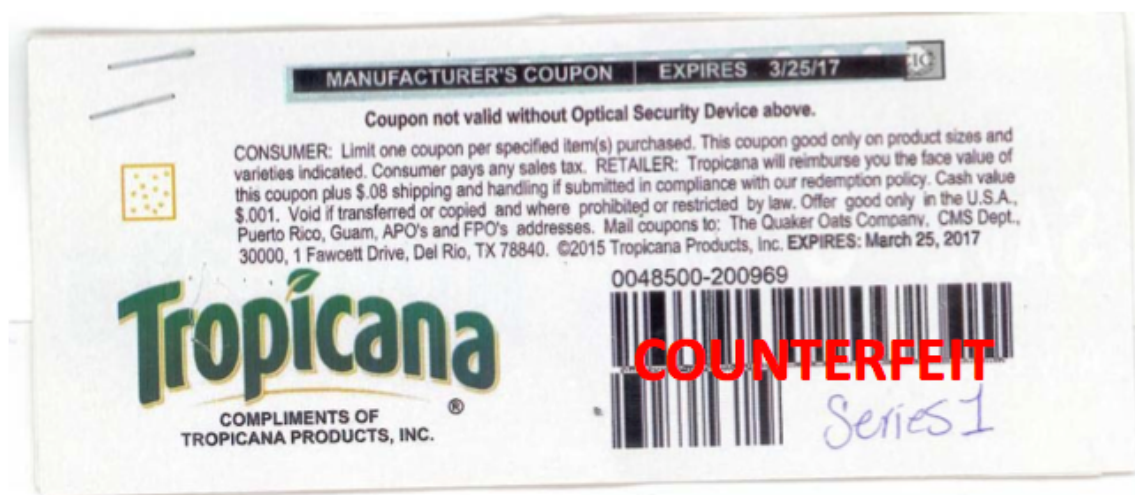 MANUFACTURER'S COUPON | EXPIRES 3/25/17
CIC
Coupon not valid without Optical Security Device above.
CONSUMER: Limit one coupon per specified item(s) purchased. This coupon good only on product sizes and
varieties indicated. Consumer pays any sales tax. RETAILER: Tropicana will reimburse you the face value of
this coupon plus $.08 shipping and handling if submitted in compliance with our redemption policy. Cash value
$.001. Void if transferred or copied and where prohibited or restricted by law. Offer good only in the U.S.A.,
Puerto Rico, Guam, APO's and FPO's addresses. Mail coupons to: The Quaker Oats Company, CMS Dept.,
30000, 1 Fawcett Drive, Del Rio, TX 78840. ©2015 Tropicana Products, Inc. EXPIRES: March 25, 2017
0048500-200969
Tropicana®
COUNTERFEIT
COMPLIMENTS OF
TROPICANA PRODUCTS, INC.
Series 1